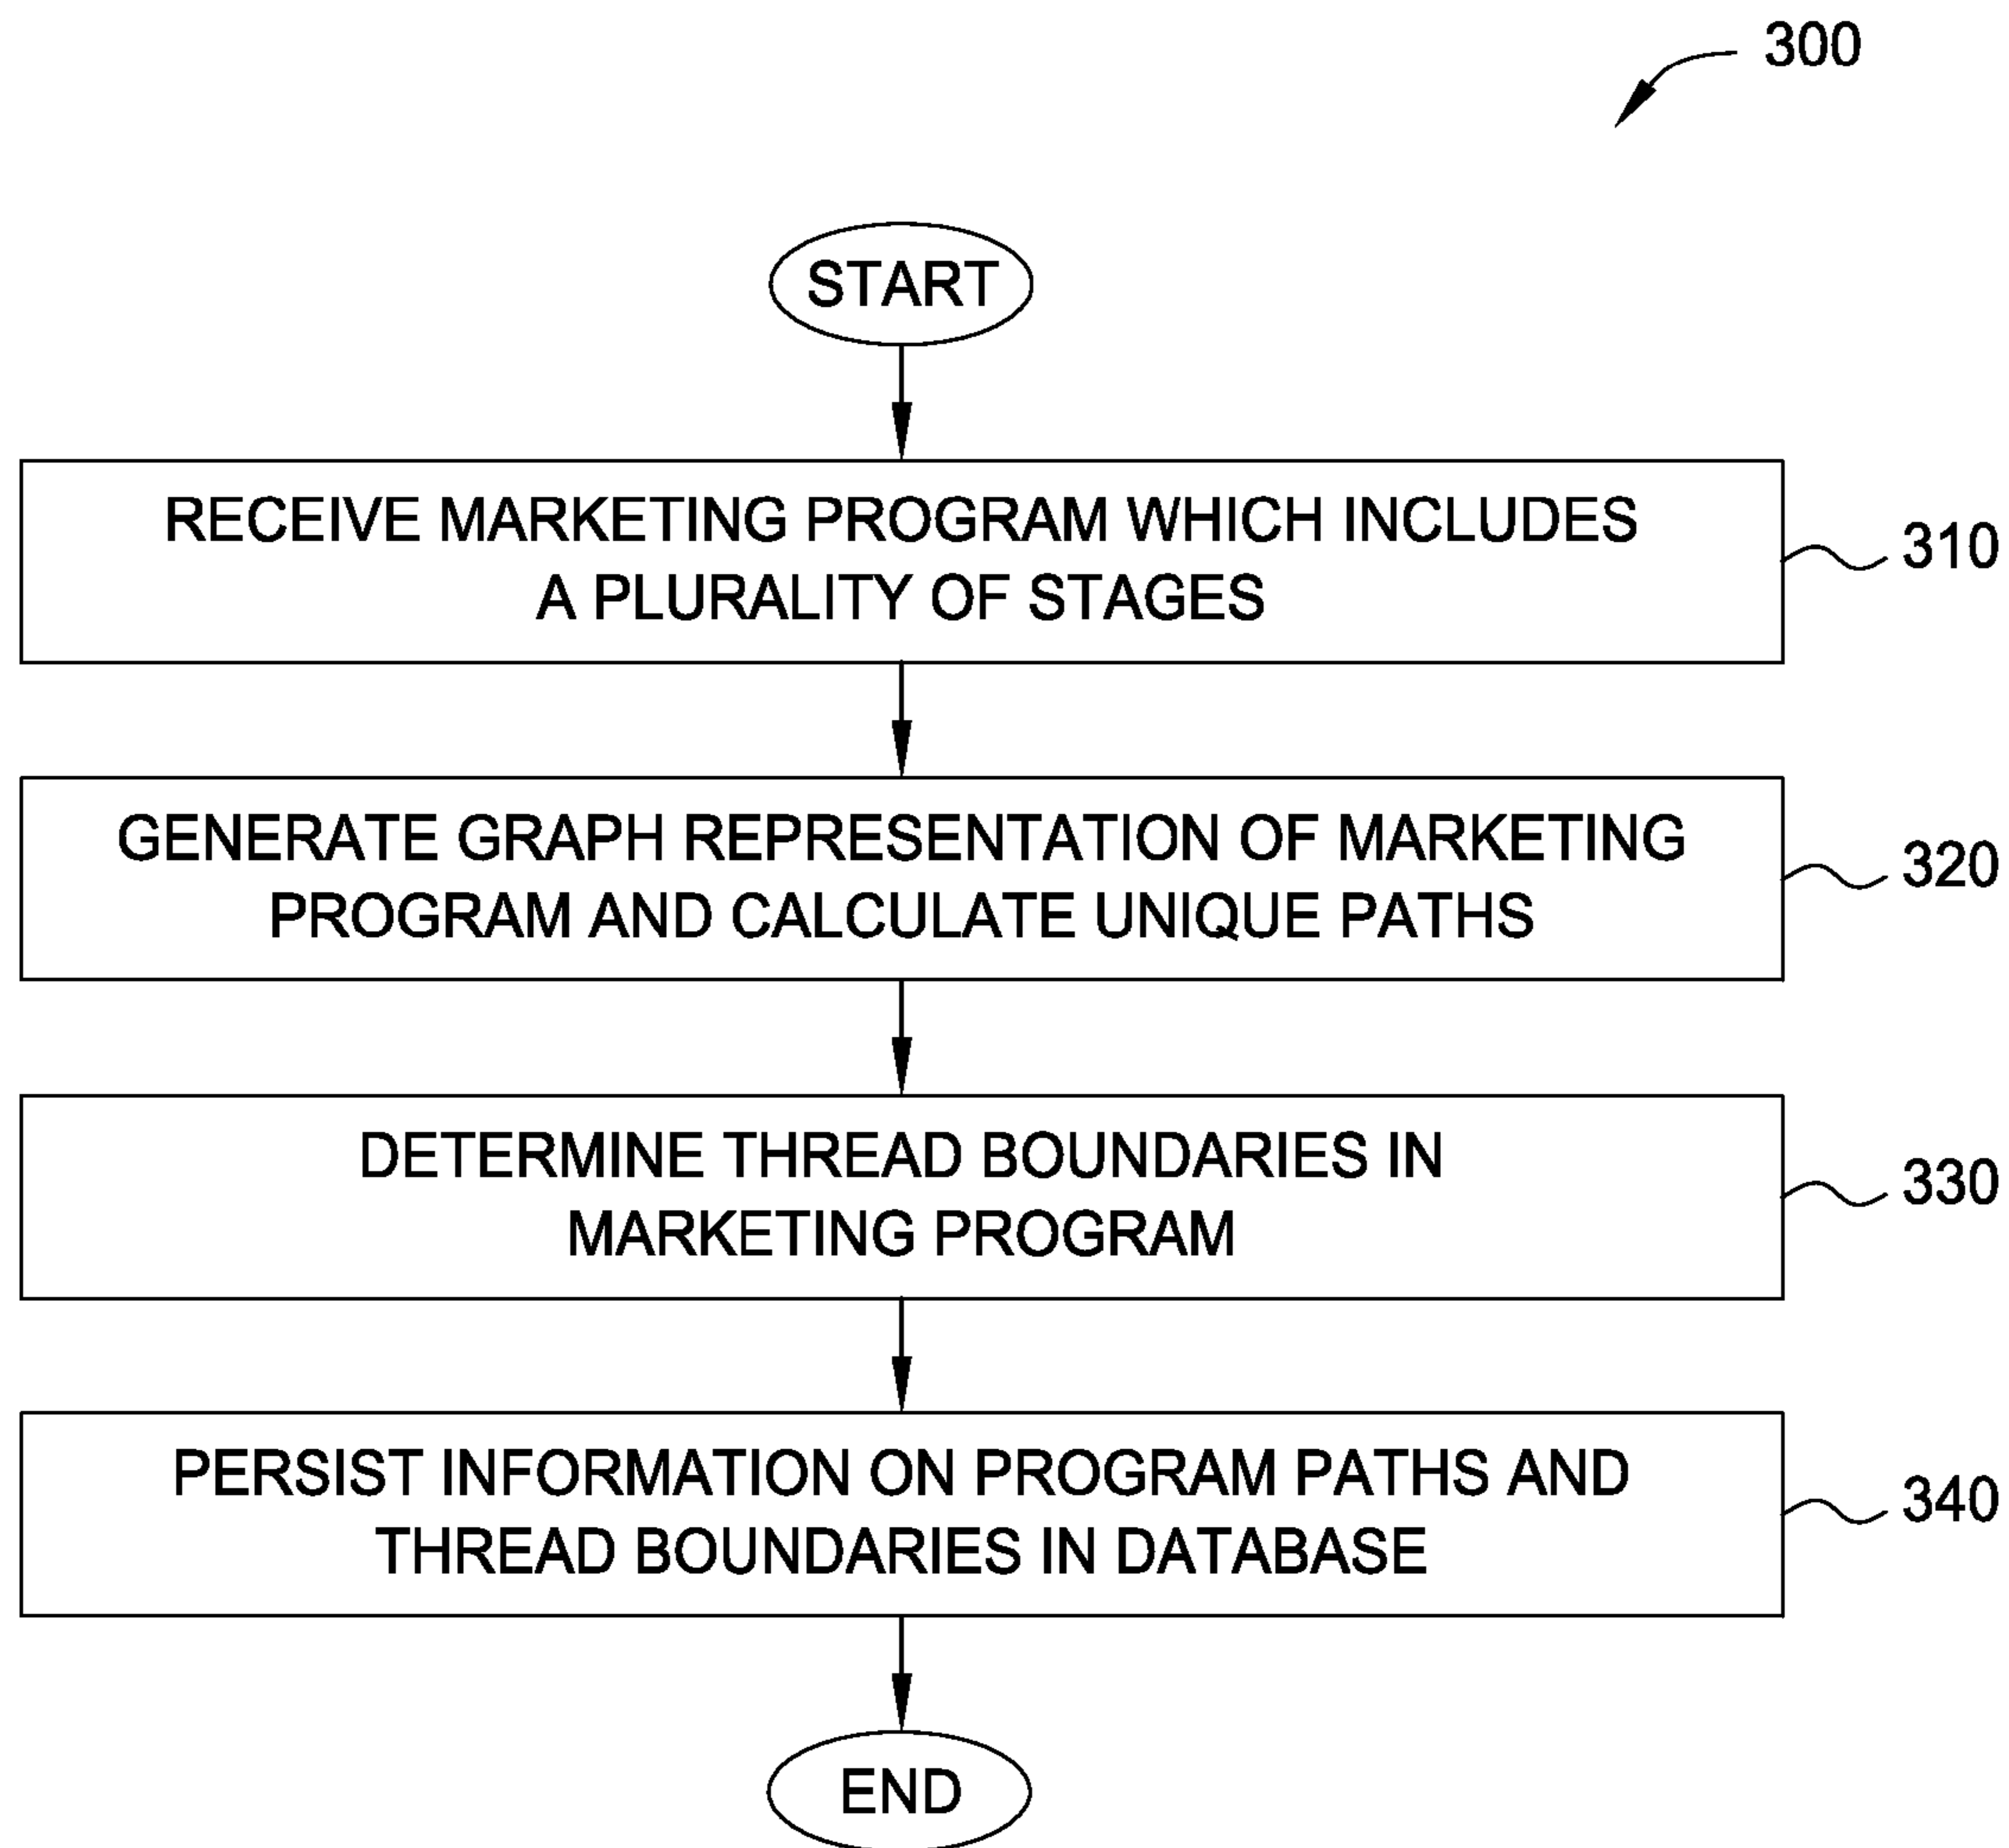 300
START
RECEIVE MARKETING PROGRAM WHICH INCLUDES
A PLURALITY OF STAGES
310
GENERATE GRAPH REPRESENTATION OF MARKETING
PROGRAM AND CALCULATE UNIQUE PATHS
320
DETERMINE THREAD BOUNDARIES IN
MARKETING PROGRAM
330
PERSIST INFORMATION ON PROGRAM PATHS AND
THREAD BOUNDARIES IN DATABASE
340
END